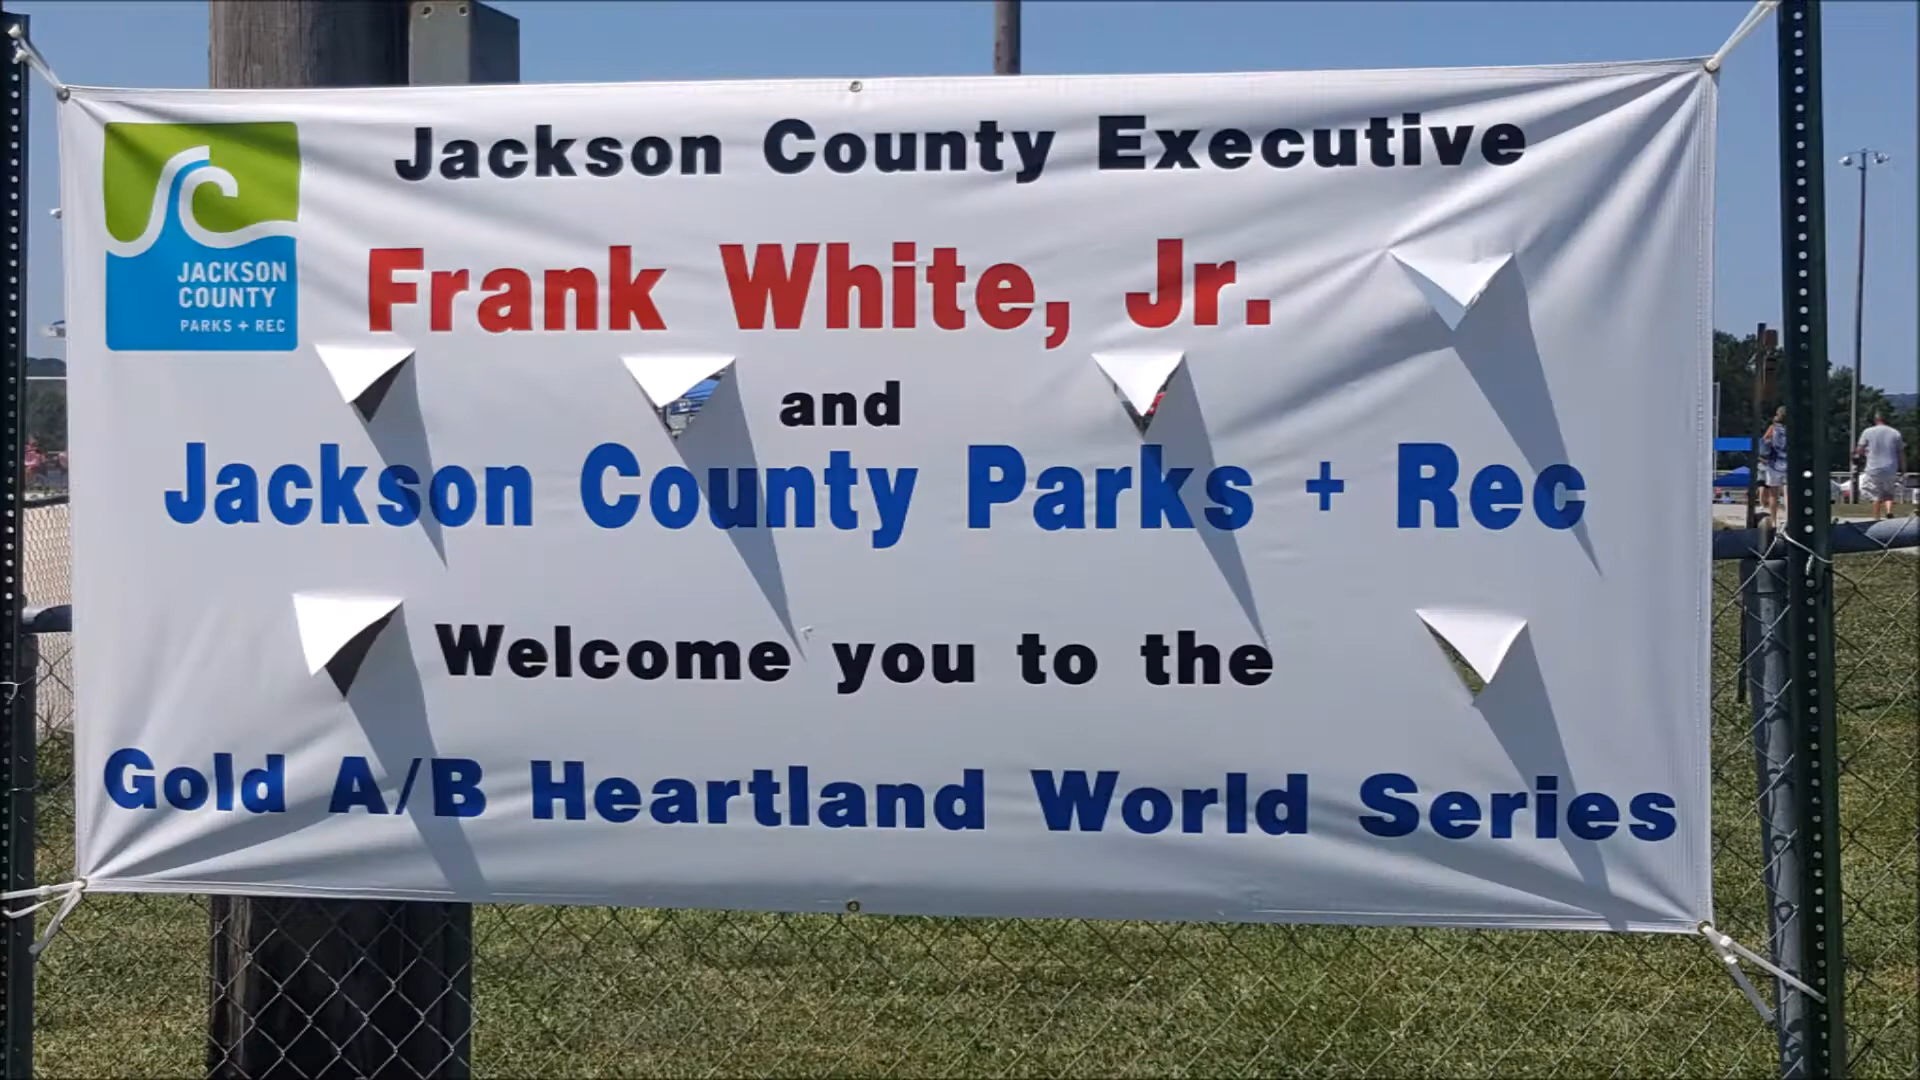 Jackson County Executive
Frank White, Jr.
and
Jackson County Parks + Rec
Welcome you to the
Gold A/B Heartland World Series
JACKSON
COUNTY
PARKS + REC